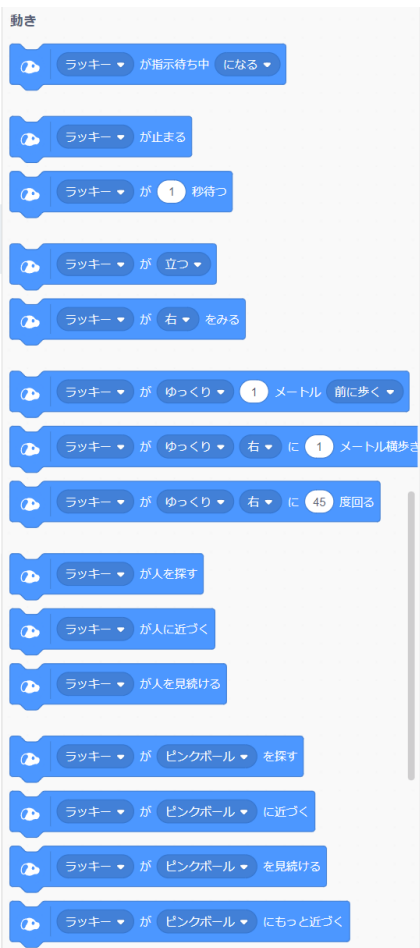 動き
ラッキー が指示待ち中 になる
ラッキー が止まる
ラッキー が 1 秒待つ
ラッキー が 立つ
ラッキー が 右 をみる
ラッキー が ゆっくり 1 メートル 前に歩く
ラッキー が ゆっくり 右 に 1 メートル横歩き
ラッキー が ゆっくり 右 に 45 度回る
ラッキー が人を探す
ラッキー が人に近づく
ラッキー が人を見続ける
ラッキー が ピンクボール を探す
ラッキー が ピンクボール に近づく
ラッキー が ピンクボール を見続ける
ラッキー が ピンクボール にもっと近づく